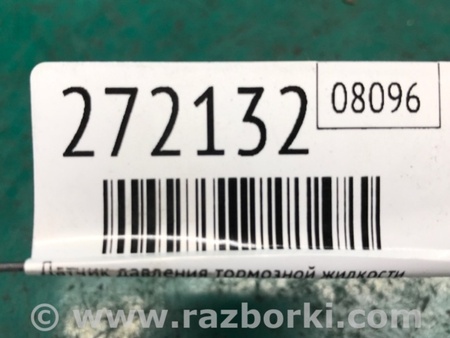 272132
08096
Датчик давления тормозной жидкости
© www.razborki.com